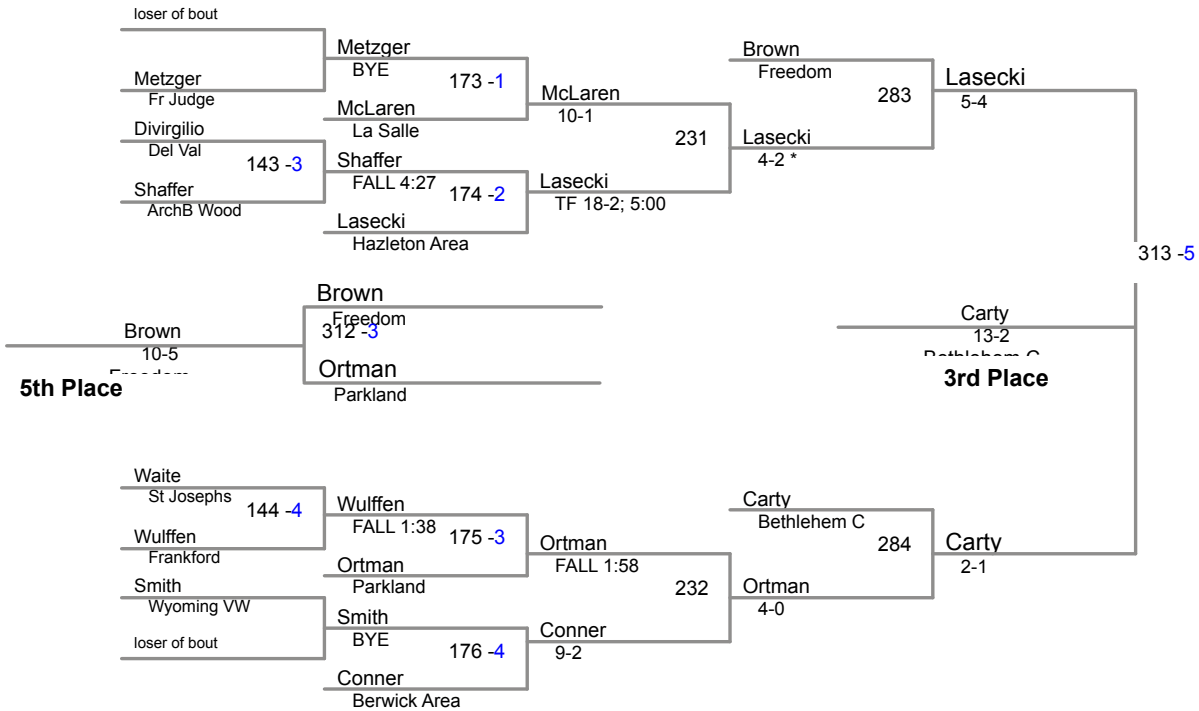 loser of bout
Metzger
Fr Judge
Metzger
BYE
173 -1
McLaren
La Salle
McLaren
10-1
Divirgilio
Del Val
143 -3
Shaffer
ArchB Wood
Shaffer
FALL 4:27
174 -2
Lasecki
Hazleton Area
Lasecki
TF 18-2; 5:00
231
Brown
Freedom
283
Lasecki
4-2 *
Lasecki
5-4
313 -5
Brown
Freedom
312 -3
Ortman
Parkland
Brown
10-5
Freedom
5th Place
Carty
13-2
Bethlehem C
3rd Place
Waite
St Josephs
144 -4
Wulffen
Frankford
Wulffen
FALL 1:38
175 -3
Ortman
Parkland
Ortman
FALL 1:58
Smith
Wyoming VW
loser of bout
Smith
BYE
176 -4
Conner
Berwick Area
Conner
9-2
232
Carty
Bethlehem C
284
Ortman
4-0
Carty
2-1